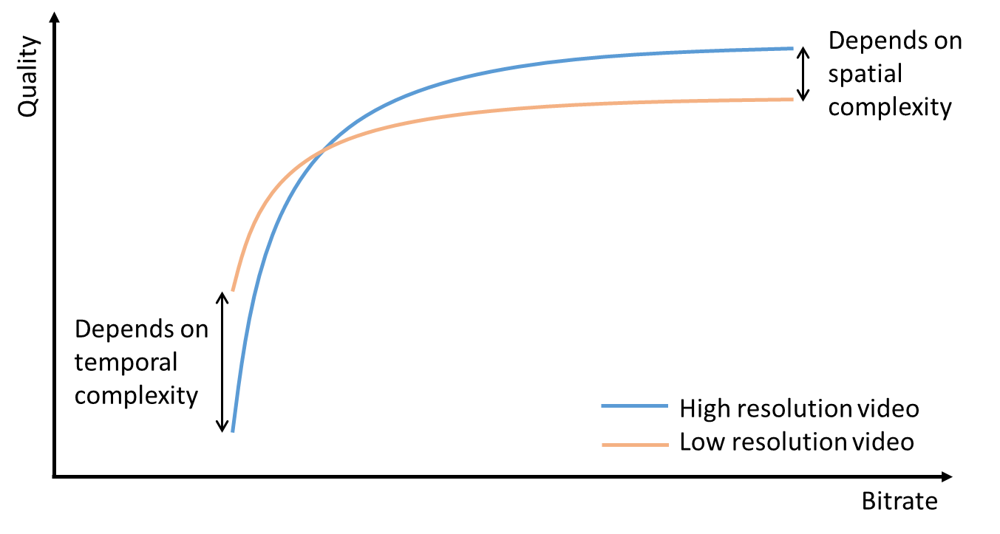 Quality
Depends on
spatial
complexity
Depends on
temporal
complexity
High resolution video
Low resolution video
Bitrate